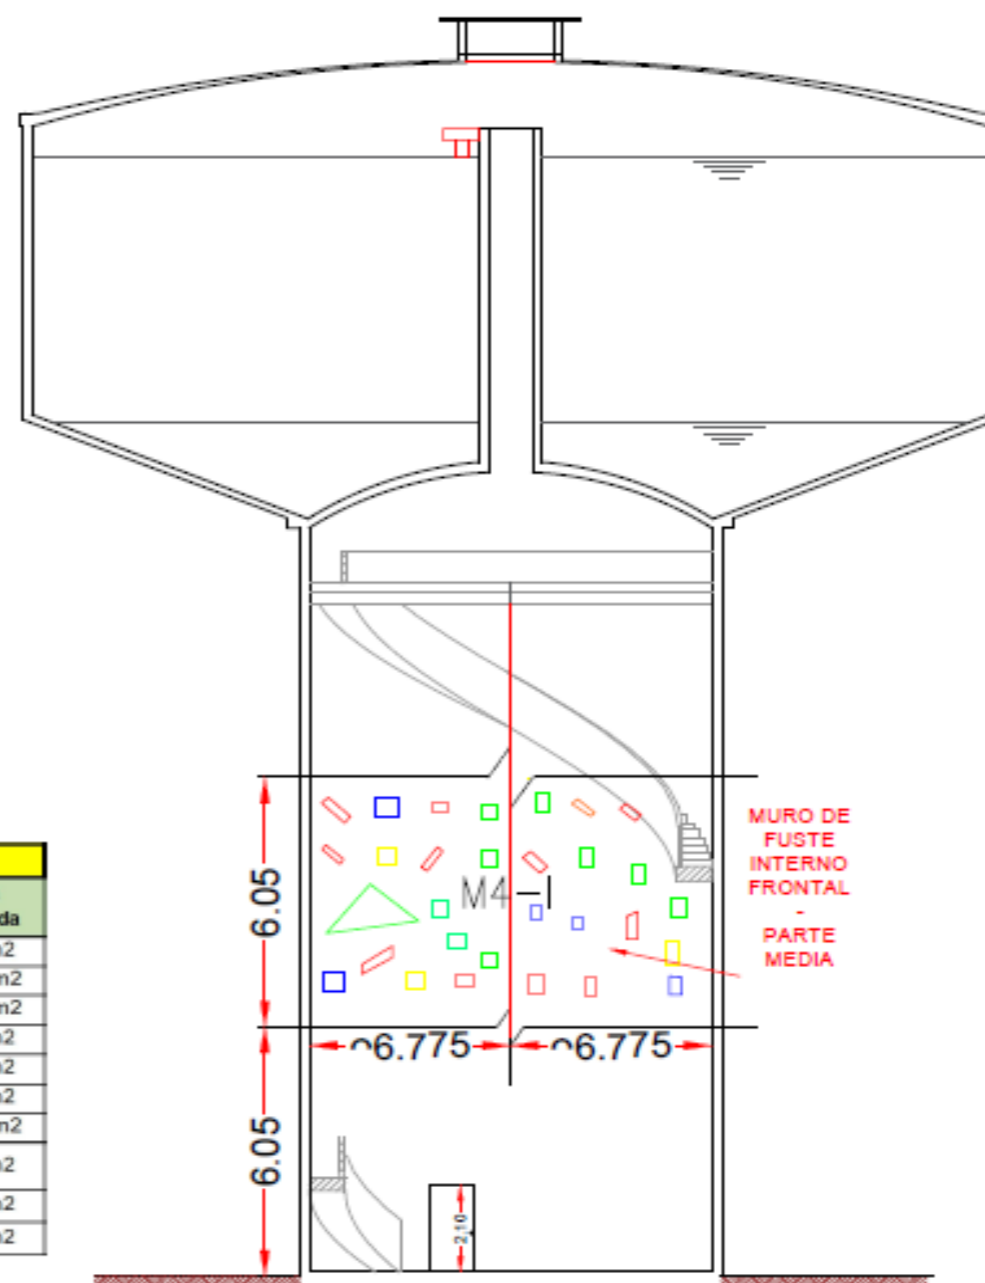 MURO DE
FUSTE
INTERNO
FRONTAL
-
PARTE
MEDIA
6.05
M4-I
da
m2
m2
m2
m2
m2
m2
m2
m2
m2
⌒6.775
⌒6.775
6.05
2.10